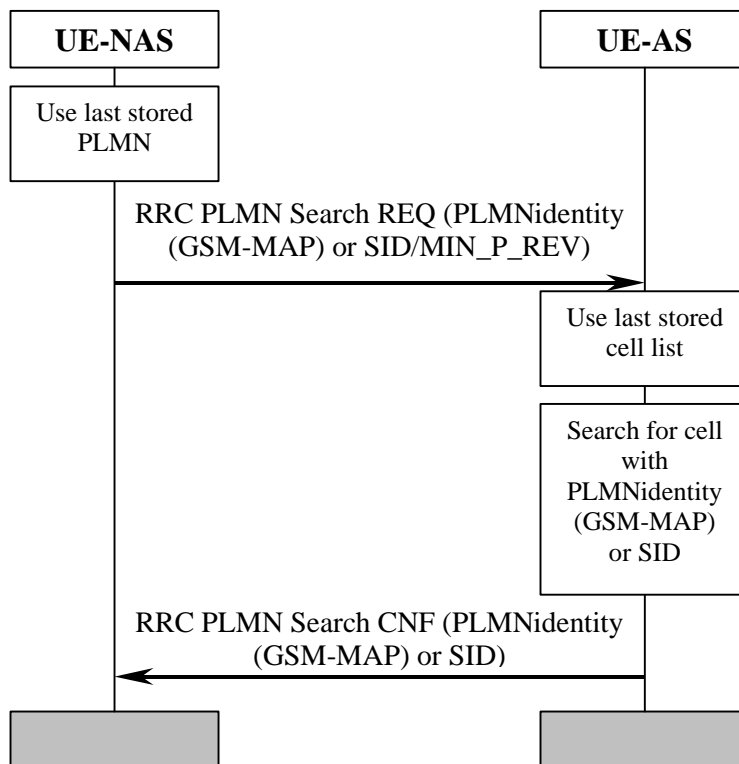 UE-NAS
UE-AS
Use last stored
PLMN
RRC PLMN Search REQ (PLMNidentity
(GSM-MAP) or SID/MIN_P_REV)
Use last stored
cell list
Search for cell
with
PLMNidentity
(GSM-MAP)
or SID
RRC PLMN Search CNF (PLMNidentity
(GSM-MAP) or SID)